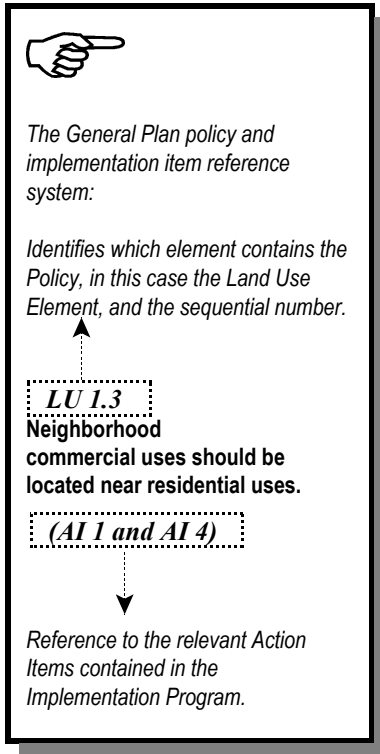 The General Plan policy and
implementation item reference
system:
Identifies which element contains the
Policy, in this case the Land Use
Element, and the sequential number.
LU 1.3
Neighborhood
commercial uses should be
located near residential uses.
(AI 1 and AI 4)
Reference to the relevant Action
Items contained in the
Implementation Program.